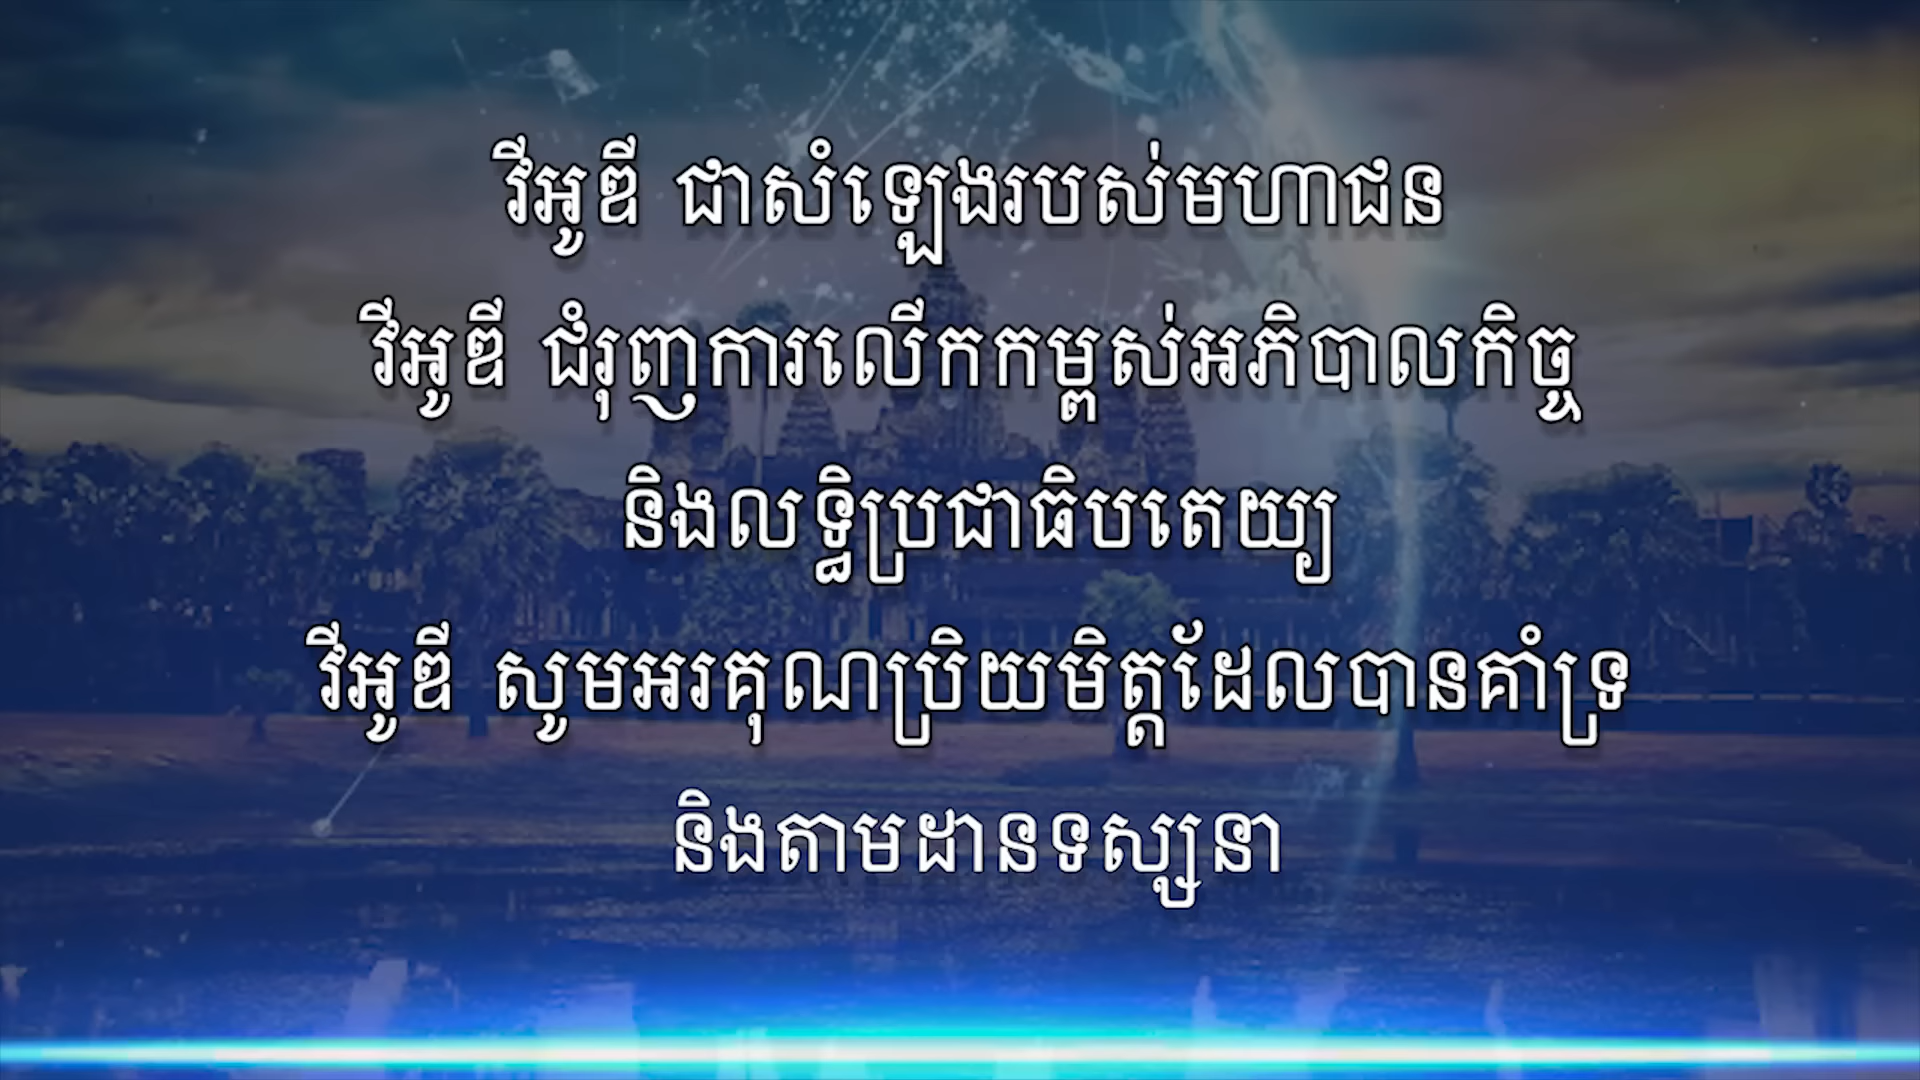 វីអូឌី ជាសំឡេងរបស់មហាជន
វីអូឌី ជំរុញការលើកកម្ពស់អភិបាលកិច្ច
និងលទ្ធិប្រជាធិបតេយ្យ
វីអូឌី សូមអរគុណប្រិយមិត្តដែលបានគាំទ្រ
និងតាមដានទស្សនា